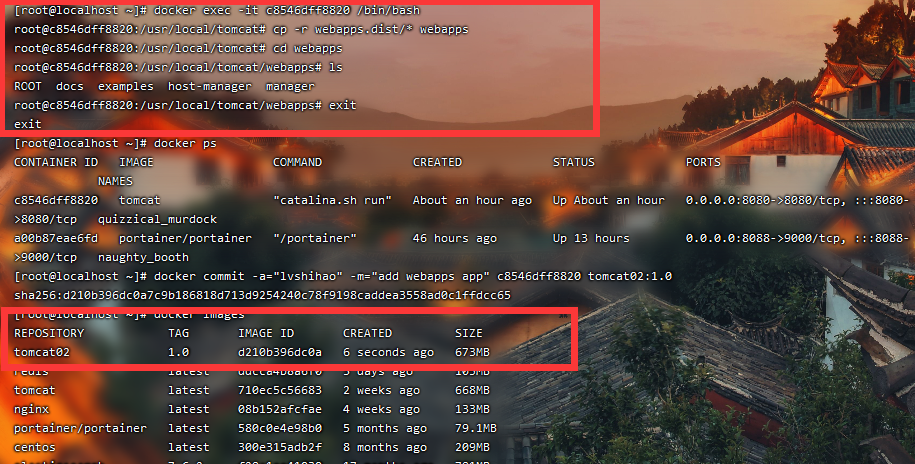 [root@localhost ~]# docker exec -it c8546dff8820 /bin/bash
root@c8546dff8820:/usr/local/tomcat# cp -r webapps.dist/* webapps
root@c8546dff8820:/usr/local/tomcat# cd webapps
root@c8546dff8820:/usr/local/tomcat/webapps# ls
ROOT  docs  examples  host-manager  manager
root@c8546dff8820:/usr/local/tomcat/webapps# exit
exit
[root@localhost ~]# docker ps
CONTAINER ID   IMAGE                 COMMAND             CREATED             STATUS             PORTS
            NAMES
c8546dff8820   tomcat                "catalina.sh run"   About an hour ago   Up About an hour   0.0.0.0:8080->8080/tcp, :::8080-
>8080/tcp   quizzical_murdock
a00b87eae6fd   portainer/portainer   "/portainer"        46 hours ago        Up 13 hours        0.0.0.0:8088->9000/tcp, :::8088-
>9000/tcp   naughty_booth
[root@localhost ~]# docker commit -a="lvshihao" -m="add webapps app" c8546dff8820 tomcat02:1.0
sha256:d210b396dc0a7c9b186818d713d9254240c78f9198caddea3558ad0c1ffdcc65
[root@localhost ~]# docker images
REPOSITORY            TAG       IMAGE ID       CREATED         SIZE
tomcat02              1.0       d210b396dc0a   6 seconds ago   673MB
redis                 latest    days ago      105MB
tomcat                latest    710ec5c56683   2 weeks ago     668MB
nginx                 latest    08b152afcfae   4 weeks ago     133MB
portainer/portainer   latest    580c0e4e98b0   5 months ago    79.1MB
centos                latest    300e315adb2f   8 months ago    209MB